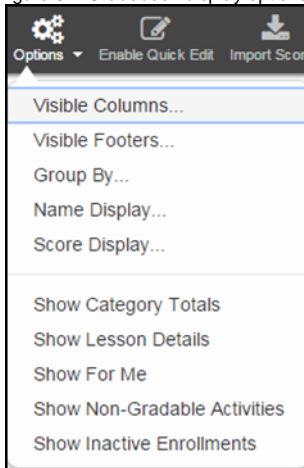 Options Enable Quick Edit Import Scor
Visible Columns...
Visible Footers...
Group By...
Name Display...
Score Display...
Show Category Totals
Show Lesson Details
Show For Me
Show Non-Gradable Activities
Show Inactive Enrollments